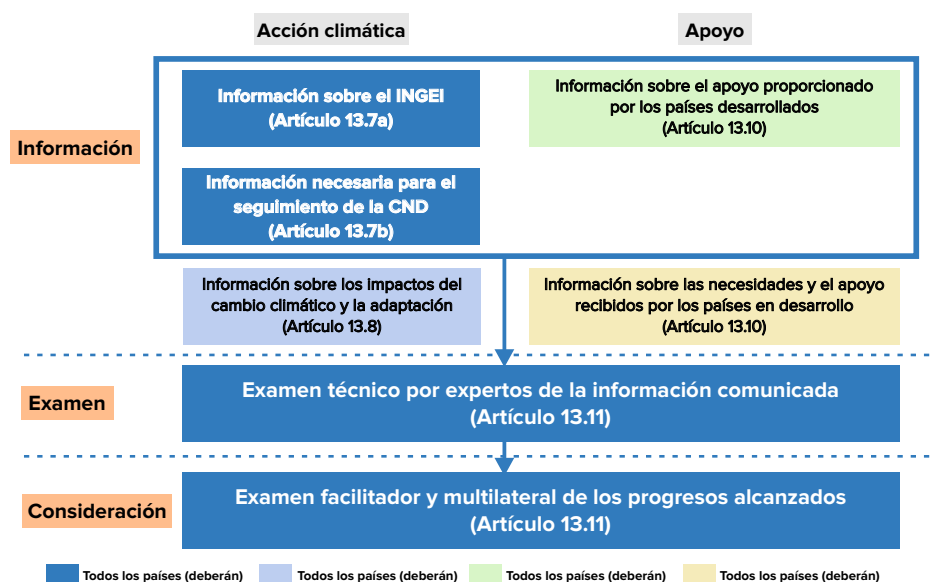 Acción climática
Apoyo
Información
Información sobre el INGEI
(Artículo 13.7a)
Información sobre el apoyo proporcionado
por los países desarrollados
(Artículo 13.10)
Información necesaria para el
seguimiento de la CND
(Artículo 13.7b)
Información sobre los impactos del
cambio climático y la adaptación
(Artículo 13.8)
Información sobre las necesidades y el apoyo
recibidos por los países en desarrollo
(Artículo 13.10)
Examen
Examen técnico por expertos de la información comunicada
(Artículo 13.11)
Consideración
Examen facilitador y multilateral de los progresos alcanzados
(Artículo 13.11)
Todos los países (deberán)
Todos los países (deberán)
Todos los países (deberán)
Todos los países (deberán)